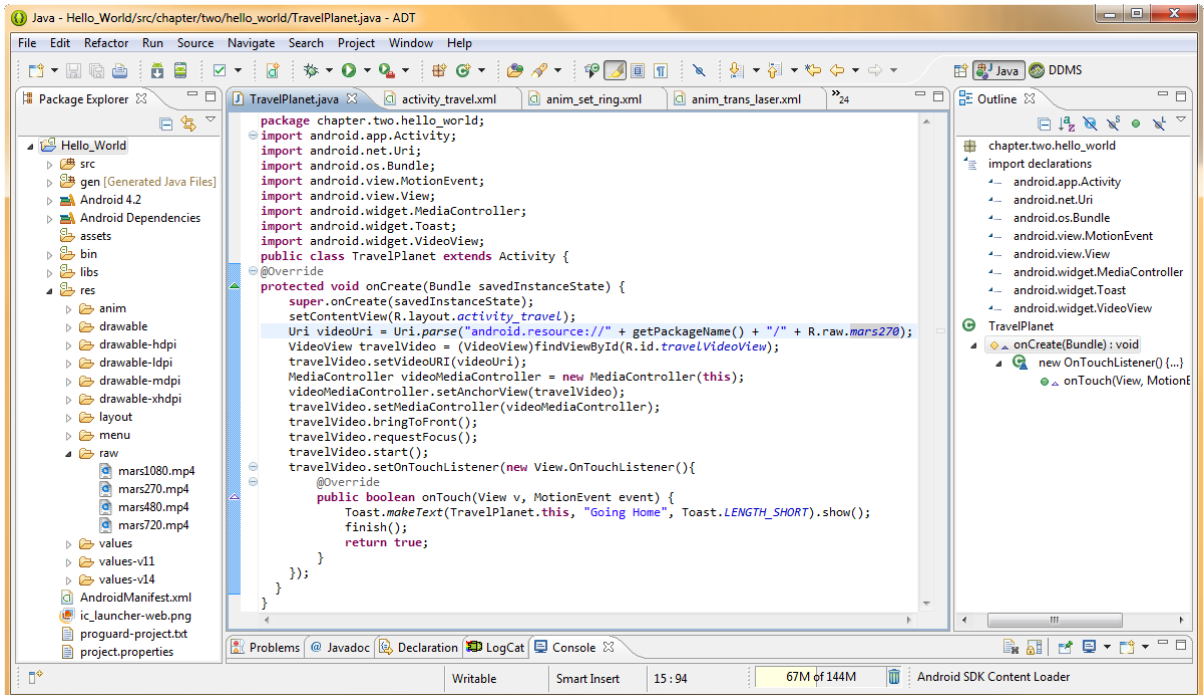 Java - Hello_World/src/chapter/two/hello_world/TravelPlanet.java - ADT
File Edit Refactor Run Source Navigate Search Project Window Help
Java DDMS
Package Explorer
Hello_World
src
gen [Generated Java Files]
Android 4.2
Android Dependencies
assets
bin
libs
res
anim
drawable
drawable-hdpi
drawable-ldpi
drawable-mdpi
drawable-xhdpi
layout
menu
raw
mars1080.mp4
mars270.mp4
mars480.mp4
mars720.mp4
values
values-v11
values-v14
AndroidManifest.xml
ic_launcher-web.png
proguard-project.txt
project.properties
TravelPlanet.java activity_travel.xml anim_set_ring.xml anim_trans_laser.xml »24
package chapter.two.hello_world;
import android.app.Activity;
import android.net.Uri;
import android.os.Bundle;
import android.view.MotionEvent;
import android.view.View;
import android.widget.MediaController;
import android.widget.Toast;
import android.widget.VideoView;
public class TravelPlanet extends Activity {
@Override
protected void onCreate(Bundle savedInstanceState) {
super.onCreate(savedInstanceState);
setContentView(R.layout.activity_travel);
Uri videoUri = Uri.parse("android.resource://" + getPackageName() + "/" + R.raw.mars270);
VideoView travelVideo = (VideoView)findViewById(R.id.travelVideoView);
travelVideo.setVideoURI(videoUri);
MediaController videoMediaController = new MediaController(this);
videoMediaController.setAnchorView(travelVideo);
travelVideo.setMediaController(videoMediaController);
travelVideo.bringToFront();
travelVideo.requestFocus();
travelVideo.start();
travelVideo.setOnTouchListener(new View.OnTouchListener(){
@Override
public boolean onTouch(View v, MotionEvent event) {
Toast.makeText(TravelPlanet.this, "Going Home", Toast.LENGTH_SHORT).show();
finish();
return true;
}
});
}
}
Outline
chapter.two.hello_world
import declarations
android.app.Activity
android.net.Uri
android.os.Bundle
android.view.MotionEvent
android.view.View
android.widget.MediaController
android.widget.Toast
android.widget.VideoView
TravelPlanet
onCreate(Bundle) : void
new OnTouchListener() {...}
onTouch(View, MotionE
Problems @ Javadoc Declaration LogCat Console
Writable Smart Insert 15 : 94 67M of 144M Android SDK Content Loader